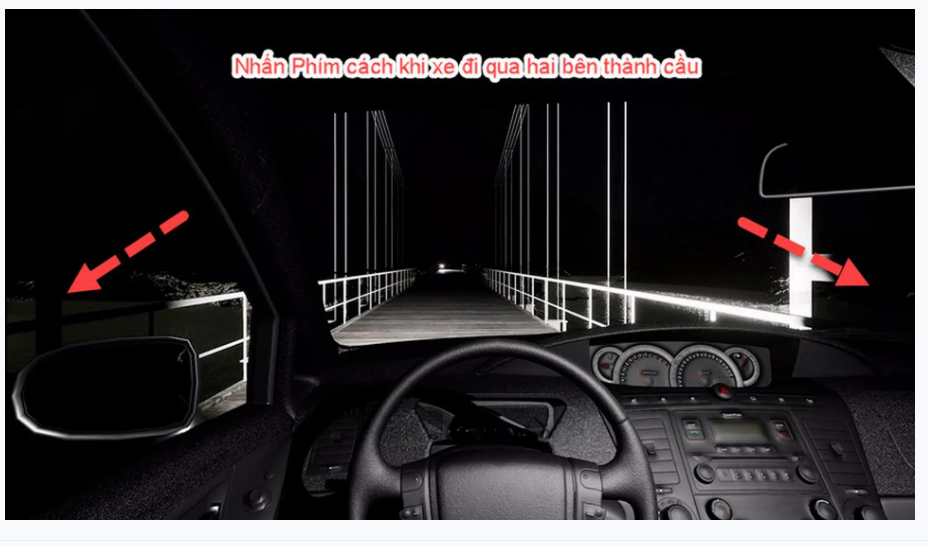 Nhấn Phím cách khi xe đi qua hai bên thành cầu